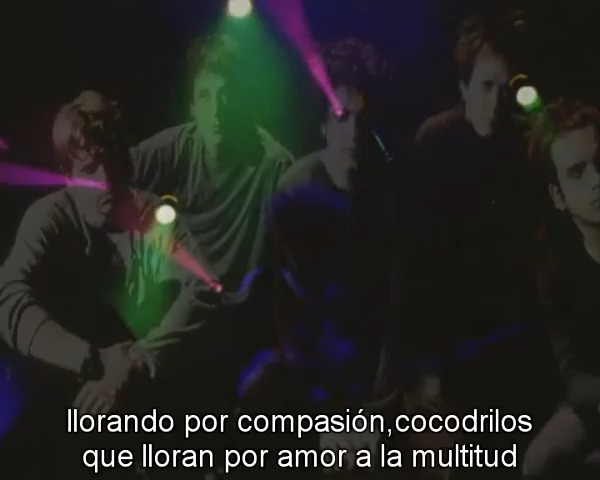 llorando por compasión,cocodrilos
que lloran por amor a la multitud